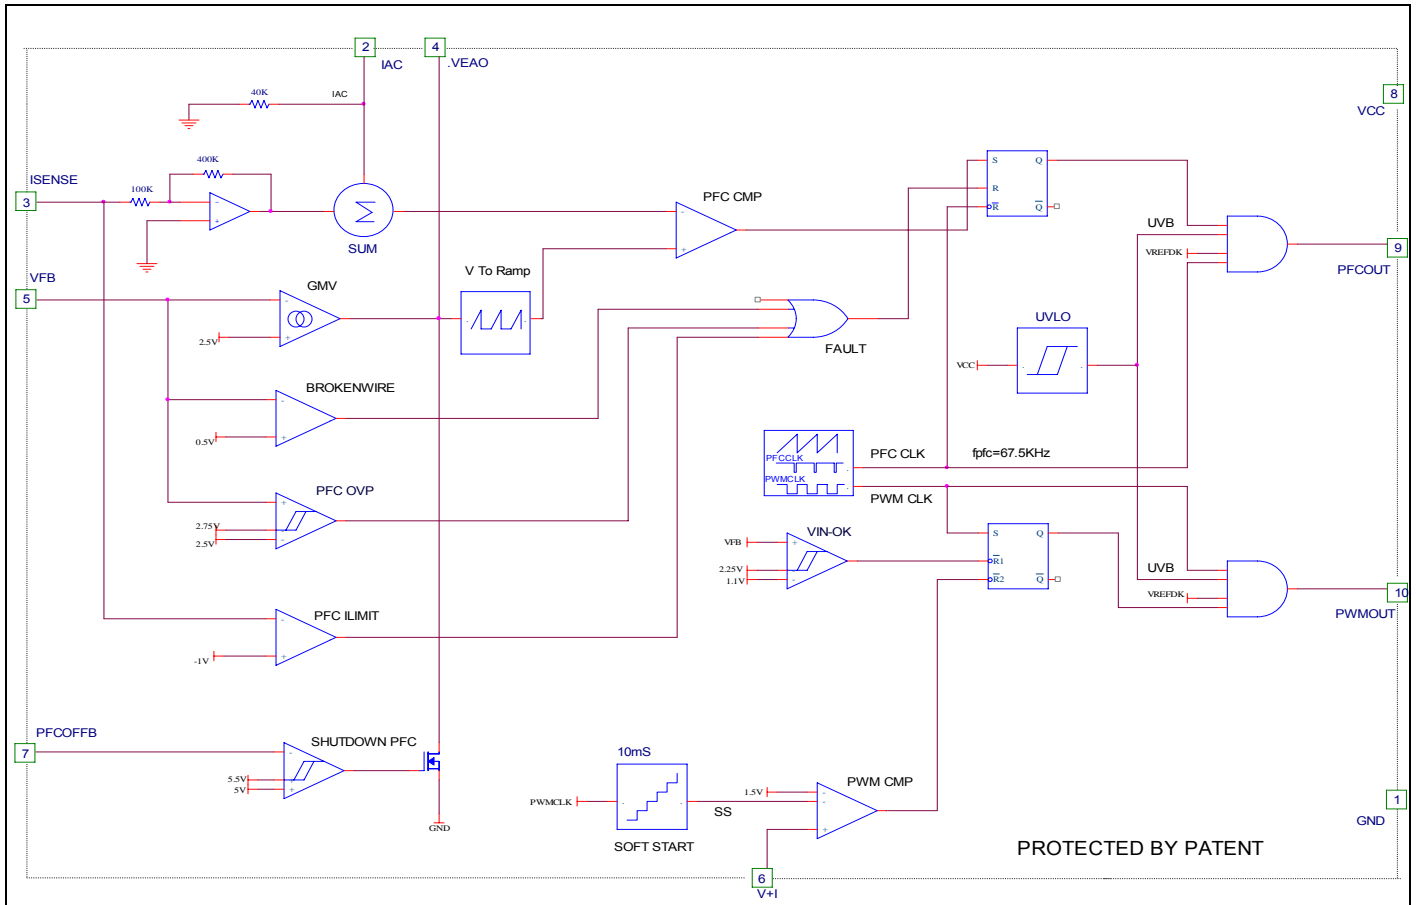 2
4
IAC
.VEAO
40K
IAC
8
VCC
400K
ISENSE
3
100K
-
+
Σ
SUM
PFC CMP
-
+
S
Q
R
R
Q
UVB
VREFDK
9
PFCOUT
VFB
5
GMV
-
+
2.5V
V To Ramp
FAULT
UVLO
VCC
BROKENWIRE
-
+
0.5V
PFCCLK
PWMCLK
PFC CLK
fpfc=67.5KHz
PWM CLK
PFC OVP
+
-
2.75V
2.5V
VIN-OK
VFB
+
-
2.25V
1.1V
S
Q
R1
R2
Q
UVB
VREFDK
10
PWMOUT
PFC ILIMIT
-
+
-1V
PFCOFFB
7
SHUTDOWN PFC
-
+
5.5V
5V
GND
10mS
PWMCLK
SS
SOFT START
1.5V
PWM CMP
-
-
+
1
GND
PROTECTED BY PATENT
6
V+I